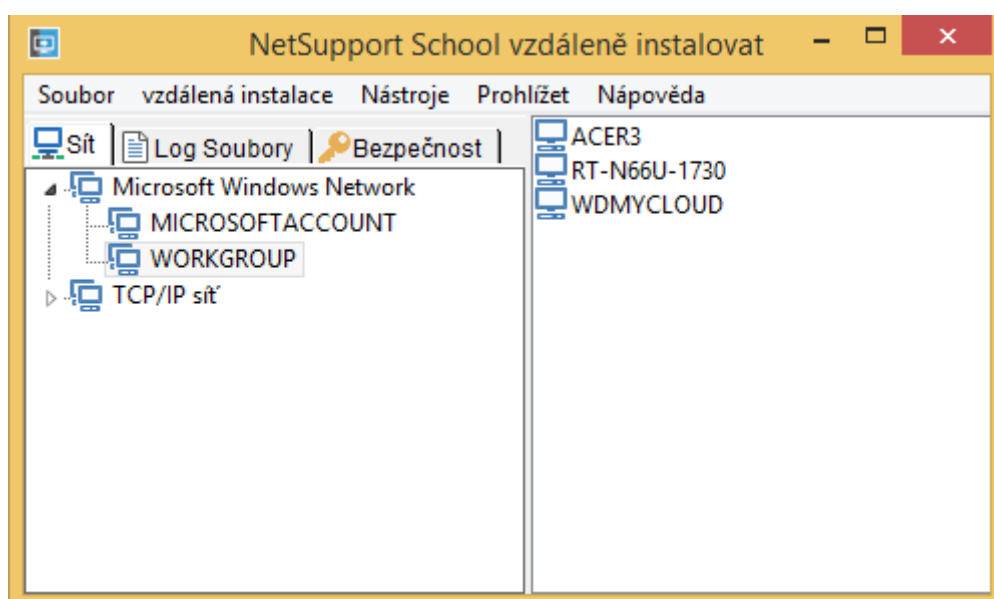 NetSupport School vzdáleně instalovat
Soubor vzdálená instalace Nástroje Prohlížet Nápověda
Sít Log Soubory Bezpečnost
Microsoft Windows Network
MICROSOFTACCOUNT
WORKGROUP
TCP/IP síť
ACER3
RT-N66U-1730
WDMYCLOUD